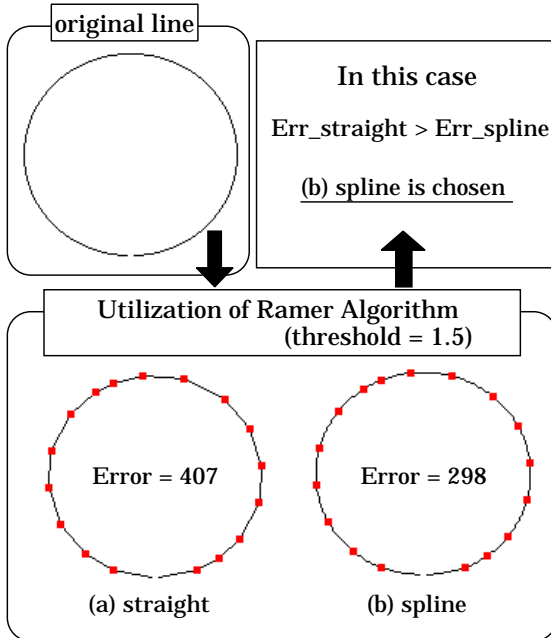 original line
In this case
Err_straight > Err_spline
(b) spline is chosen
Utilization of Ramer Algorithm
(threshold = 1.5)
Error = 407
Error = 298
(a) straight
(b) spline